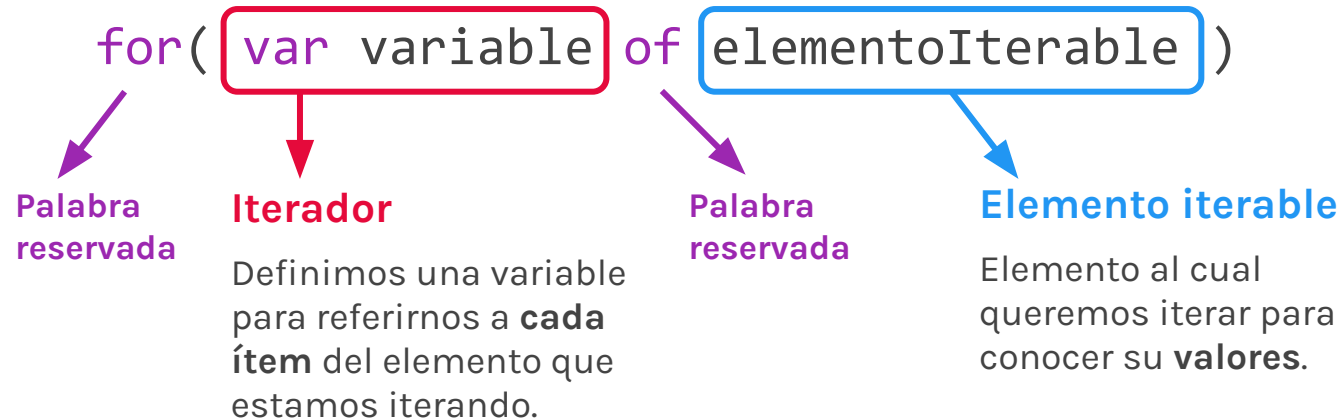 for( var variable of elementoIterable )
Palabra
reservada
Iterador
Definimos una variable
para referirnos a cada
ítem del elemento que
estamos iterando.
Palabra
reservada
Elemento iterable
Elemento al cual
queremos iterar para
conocer su valores.